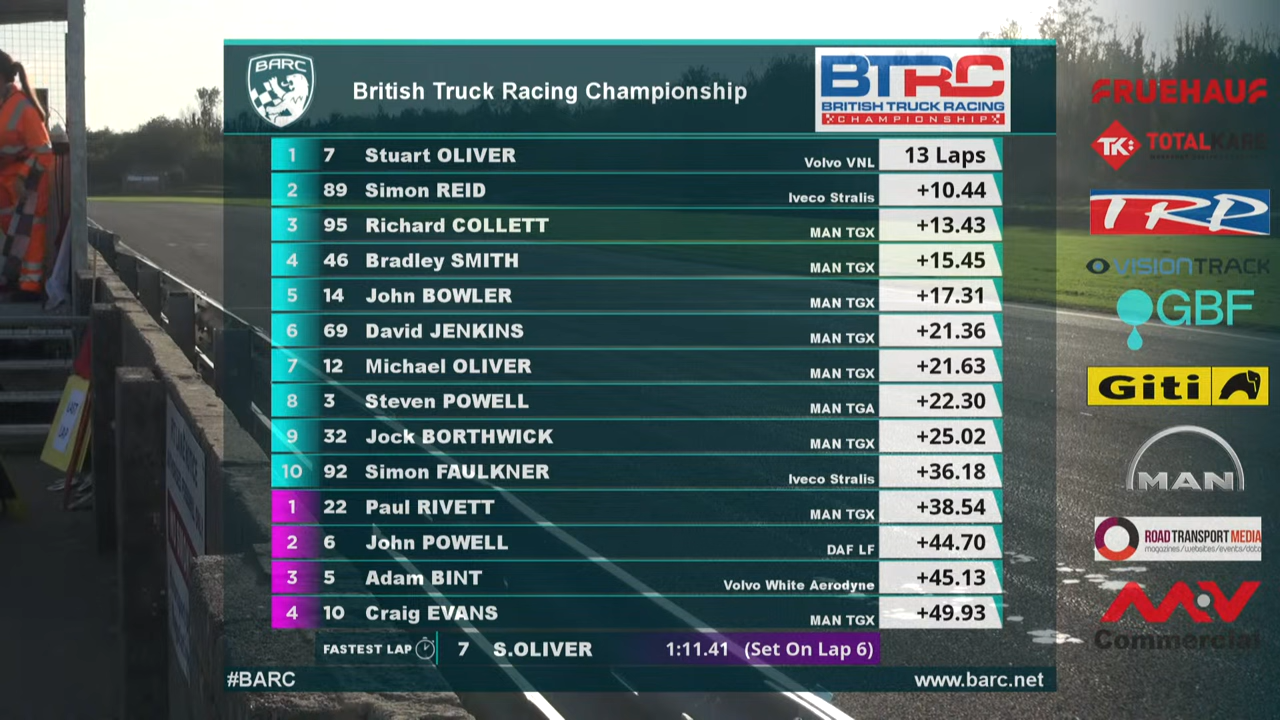 BARC
British Truck Racing Championship
BTRC
BRITISH TRUCK RACING
CHAMPIONSHIP
1 7 Stuart OLIVER Volvo VNL 13 Laps
2 89 Simon REID Iveco Stralis +10.44
3 95 Richard COLLETT MAN TGX +13.43
4 46 Bradley SMITH MAN TGX +15.45
5 14 John BOWLER MAN TGX +17.31
6 69 David JENKINS MAN TGX +21.36
7 12 Michael OLIVER MAN TGX +21.63
8 3 Steven POWELL MAN TGA +22.30
9 32 Jock BORTHWICK MAN TGX +25.02
10 92 Simon FAULKNER Iveco Stralis +36.18
1 22 Paul RIVETT MAN TGX +38.54
2 6 John POWELL DAF LF +44.70
3 5 Adam BINT Volvo White Aerodyne +45.13
4 10 Craig EVANS MAN TGX +49.93
FASTEST LAP 7 S.OLIVER 1:11.41 (Set On Lap 6)
#BARC www.barc.net
FRUEHAUF
TK: TOTALKARE
TRP
VISIONTRACK
GBF
Giti
MAN
ROAD TRANSPORT MEDIA
magazines/websites/events/data
MV
Commercial